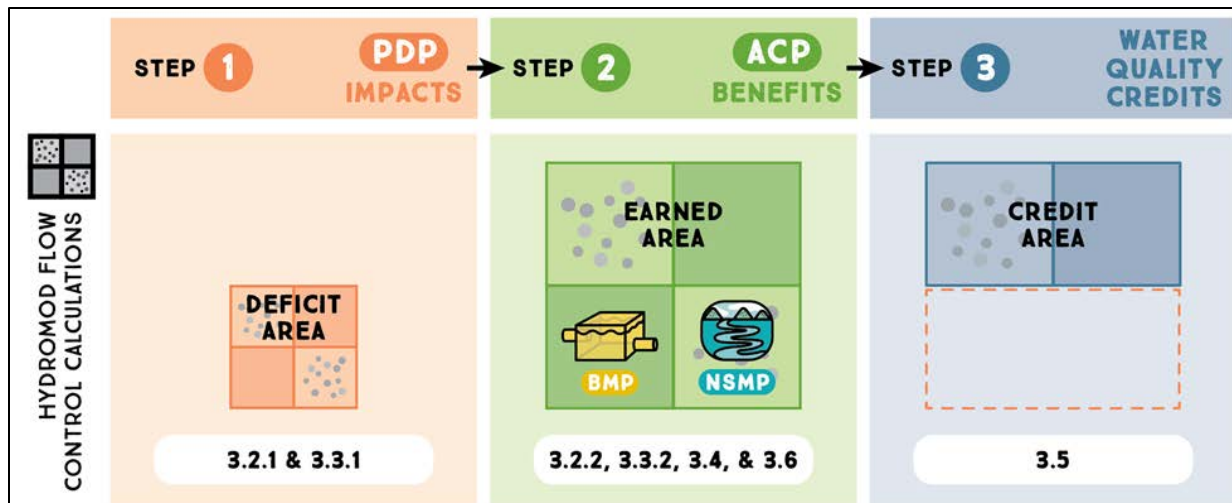 STEP 1
PDP
IMPACTS
STEP 2
ACP
BENEFITS
STEP 3
WATER
QUALITY
CREDITS
HYDROMOD FLOW
CONTROL CALCULATIONS
DEFICIT
AREA
3.2.1 & 3.3.1
EARNED
AREA
BMP
NSMP
3.2.2, 3.3.2, 3.4, & 3.6
CREDIT
AREA
3.5